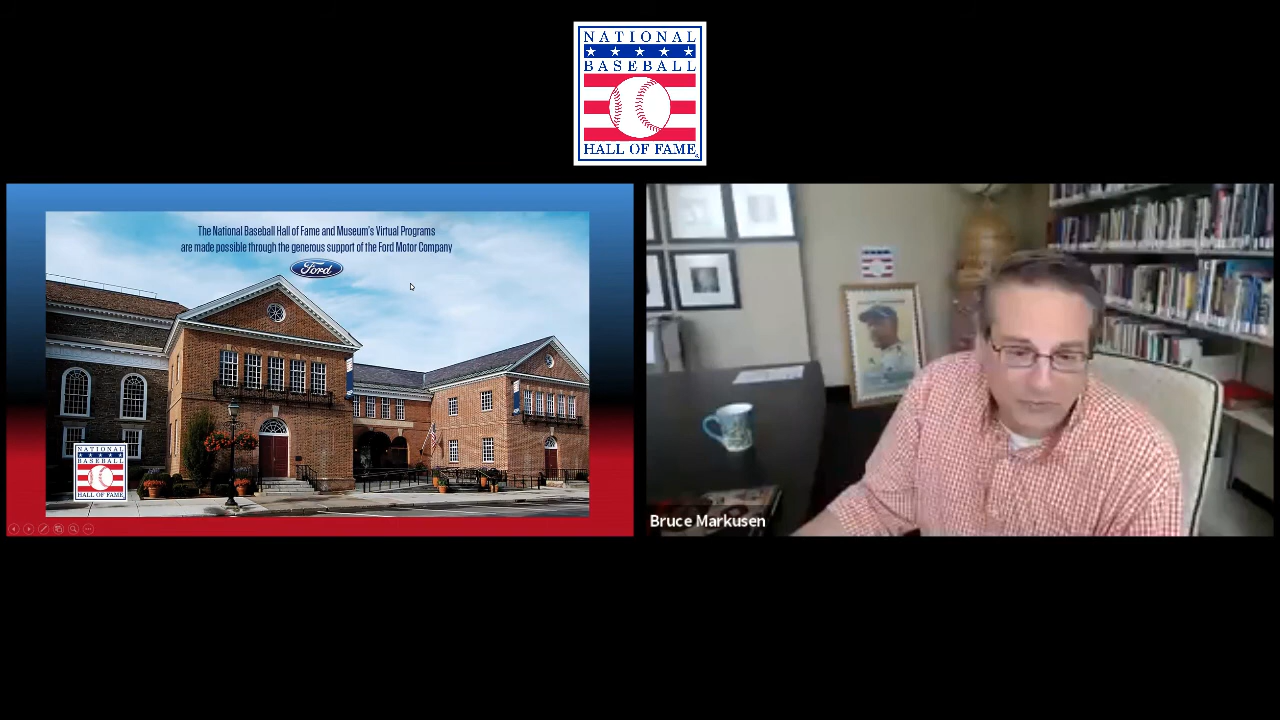 NATIONAL
BASEBALL
HALL OF FAME
The National Baseball Hall of Fame and Museum's Virtual Programs
are made possible through the generous support of the Ford Motor Company
Ford
NATIONAL
BASEBALL
HALL OF FAME
Bruce Markusen